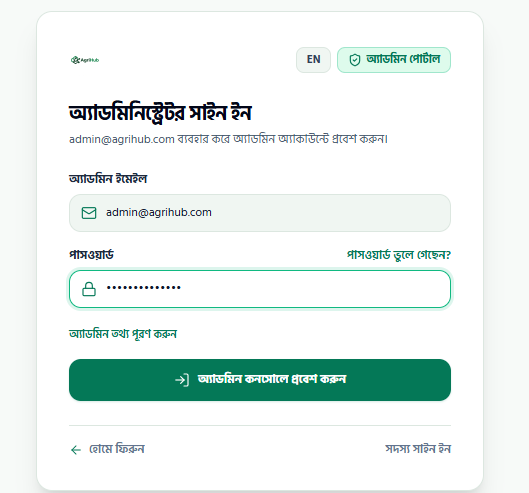 AgriHub
EN
অ্যাডমিন পোর্টাল
অ্যাডমিনিস্ট্রেটর সাইন ইন
admin@agrihub.com ব্যবহার করে অ্যাডমিন অ্যাকাউন্টে প্রবেশ করুন।
অ্যাডমিন ইমেইল
admin@agrihub.com
পাসওয়ার্ড
পাসওয়ার্ড ভুলে গেছেন?
••••••••••••••
অ্যাডমিন তথ্য পূরণ করুন
অ্যাডমিন কনসোলে প্রবেশ করুন
হোমে ফিরুন
সদস্য সাইন ইন